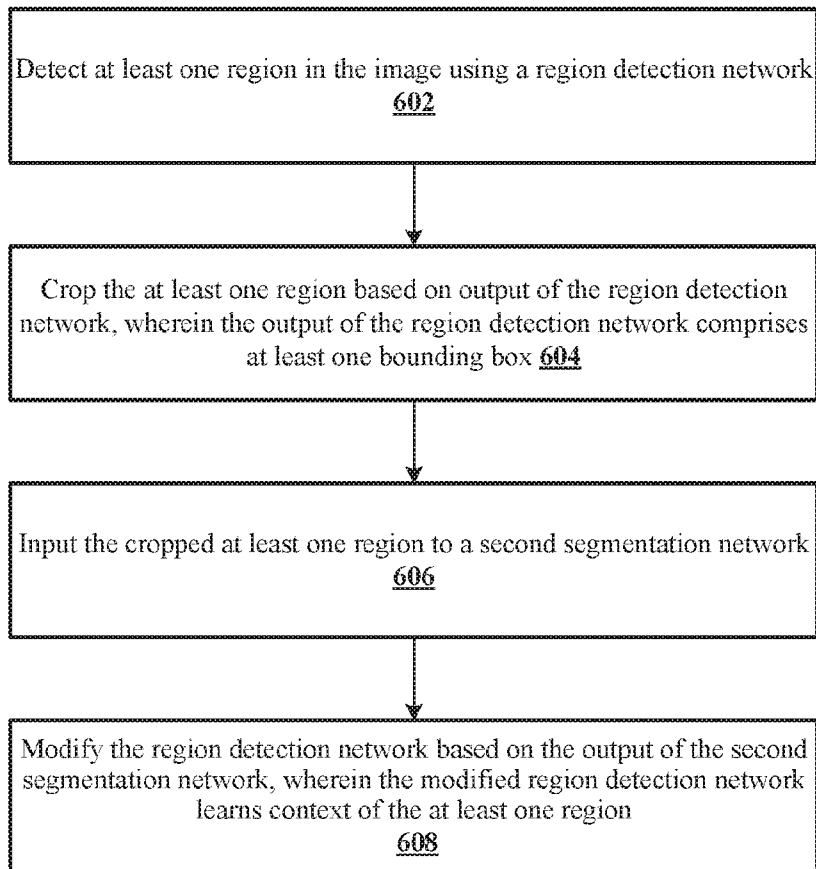 Detect at least one region in the image using a region detection network
602
Crop the at least one region based on output of the region detection
network, wherein the output of the region detection network comprises
at least one bounding box 604
Input the cropped at least one region to a second segmentation network
606
Modify the region detection network based on the output of the second
segmentation network, wherein the modified region detection network
learns context of the at least one region
608